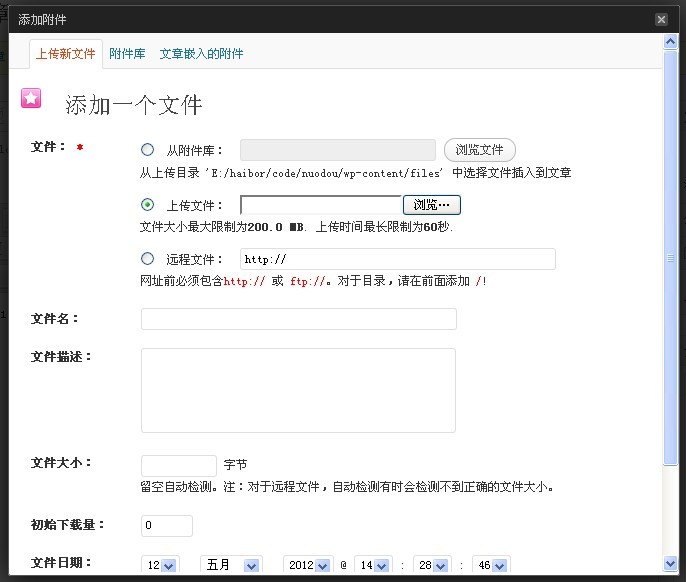 添加附件
上传新文件 附件库 文章嵌入的附件
添加一个文件
文件： * 从附件库： 浏览文件
从上传目录 'E:/haibor/code/nuodou/wp-content/files' 中选择文件插入到文章
上传文件： 浏览…
文件大小最大限制为200.0 MB. 上传时间最长限制为60秒.
远程文件： http://
网址前必须包含http:// 或 ftp://。对于目录，请在前面添加 /!
文件名：
文件描述：
文件大小： 字节
留空自动检测。注：对于远程文件，自动检测有时会检测不到正确的文件大小。
初始下载量： 0
文件日期： 12 五月 2012 @ 14 : 28 : 46